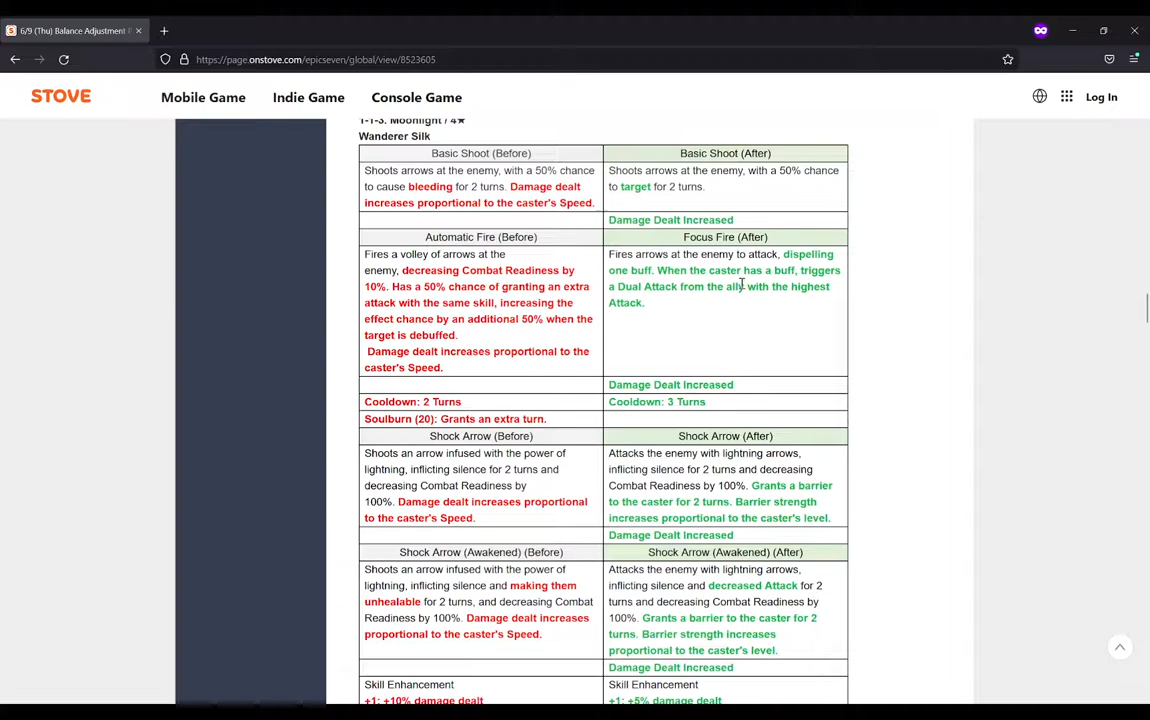 6/9 (Thu) Balance Adjustment
https://page.onstove.com/epicseven/global/view/8523605
STOVE
Mobile Game
Indie Game
Console Game
Log In
1-1-3. Moonlight / 4★
Wanderer Silk
Basic Shoot (Before)
Basic Shoot (After)
Shoots arrows at the enemy, with a 50% chance
to cause bleeding for 2 turns. Damage dealt
increases proportional to the caster's Speed.
Shoots arrows at the enemy, with a 50% chance
to target for 2 turns.
Damage Dealt Increased
Automatic Fire (Before)
Focus Fire (After)
Fires a volley of arrows at the
enemy, decreasing Combat Readiness by
10%. Has a 50% chance of granting an extra
attack with the same skill, increasing the
effect chance by an additional 50% when the
target is debuffed.
Damage dealt increases proportional to the
caster's Speed.
Fires arrows at the enemy to attack, dispelling
one buff. When the caster has a buff, triggers
a Dual Attack from the ally with the highest
Attack.
Damage Dealt Increased
Cooldown: 2 Turns
Cooldown: 3 Turns
Soulburn (20): Grants an extra turn.
Shock Arrow (Before)
Shock Arrow (After)
Shoots an arrow infused with the power of
lightning, inflicting silence for 2 turns and
decreasing Combat Readiness by
100%. Damage dealt increases proportional
to the caster's Speed.
Attacks the enemy with lightning arrows,
inflicting silence for 2 turns and decreasing
Combat Readiness by 100%. Grants a barrier
to the caster for 2 turns. Barrier strength
increases proportional to the caster's level.
Damage Dealt Increased
Shock Arrow (Awakened) (Before)
Shock Arrow (Awakened) (After)
Shoots an arrow infused with the power of
lightning, inflicting silence and making them
unhealable for 2 turns, and decreasing Combat
Readiness by 100%. Damage dealt increases
proportional to the caster's Speed.
Attacks the enemy with lightning arrows,
inflicting silence and decreased Attack for 2
turns and decreasing Combat Readiness by
100%. Grants a barrier to the caster for 2
turns. Barrier strength increases
proportional to the caster's level.
Damage Dealt Increased
Skill Enhancement
+1: +10% damage dealt
Skill Enhancement
+1: +5% damage dealt